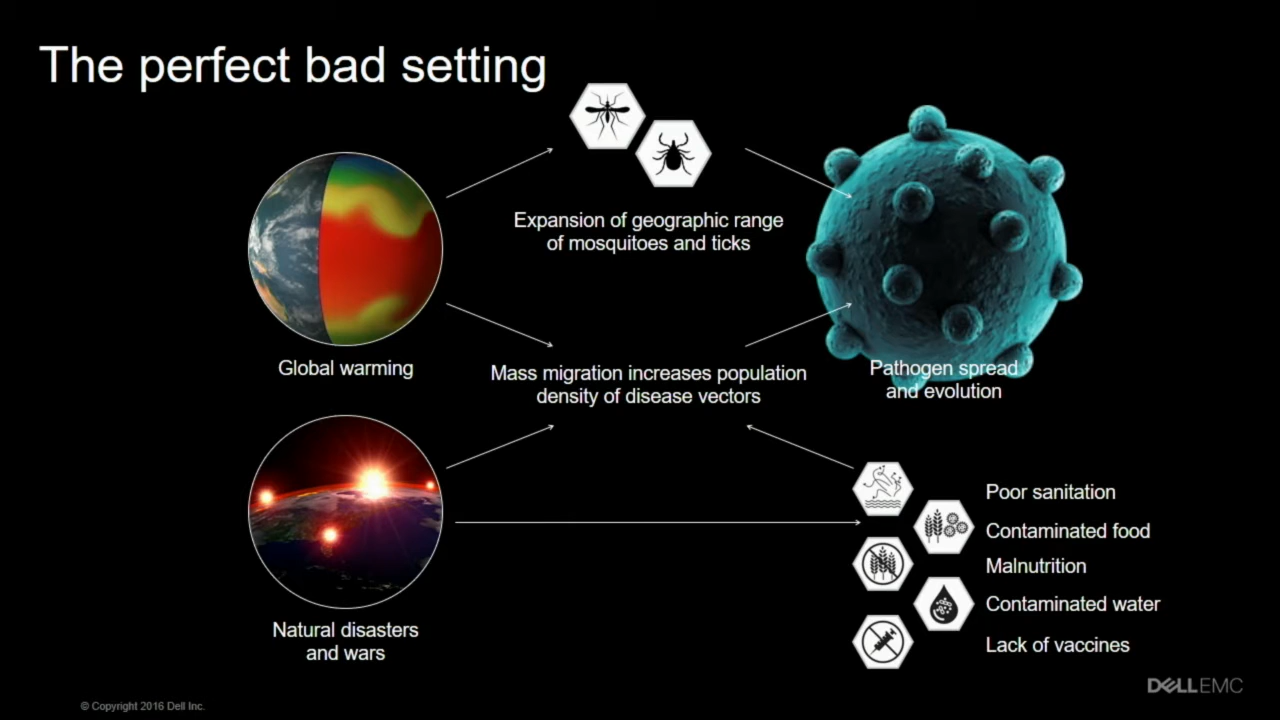 The perfect bad setting
Expansion of geographic range
of mosquitoes and ticks
Global warming
Mass migration increases population
density of disease vectors
Pathogen spread
and evolution
Natural disasters
and wars
Poor sanitation
Contaminated food
Malnutrition
Contaminated water
Lack of vaccines
DELLEMC
© Copyright 2016 Dell Inc.